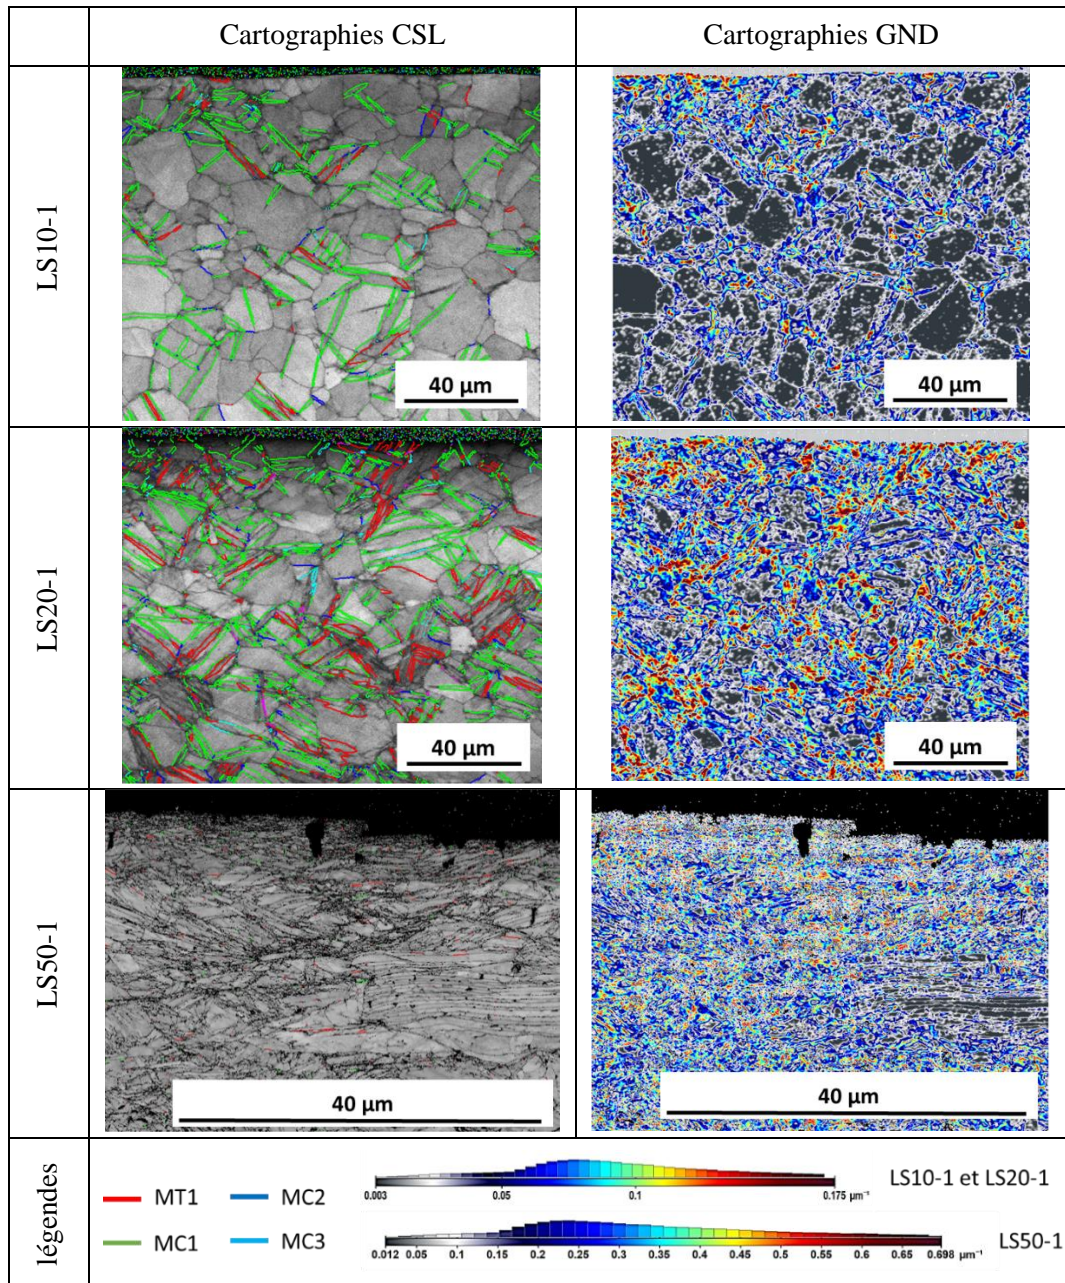 Cartographies CSL
Cartographies GND
LS10-1
40 µm
40 µm
LS20-1
40 µm
40 µm
LS50-1
40 µm
40 µm
légendes
MT1
MC2
MC1
MC3
0.003 0.05 0.1 0.175 µm⁻¹
LS10-1 et LS20-1
0.012 0.05 0.1 0.15 0.2 0.25 0.3 0.35 0.4 0.45 0.5 0.55 0.6 0.65 0.698 µm⁻¹
LS50-1